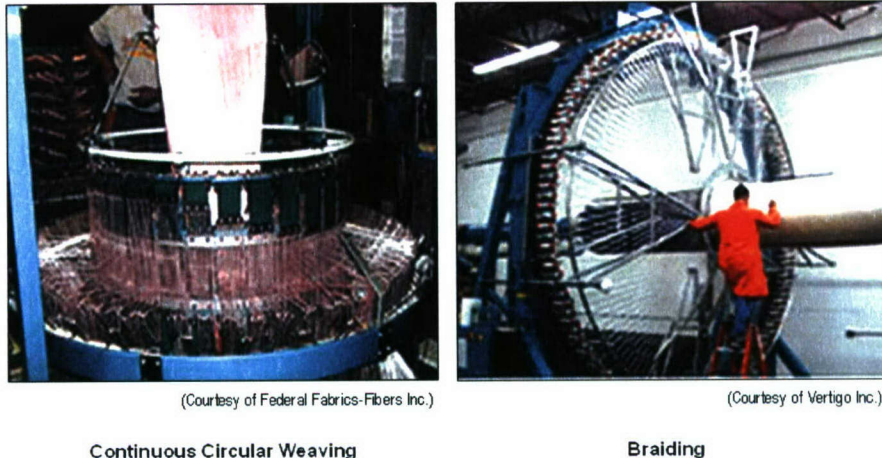 (Courtesy of Federal Fabrics-Fibers Inc.)
(Courtesy of Vertigo Inc.)
Continuous Circular Weaving
Braiding